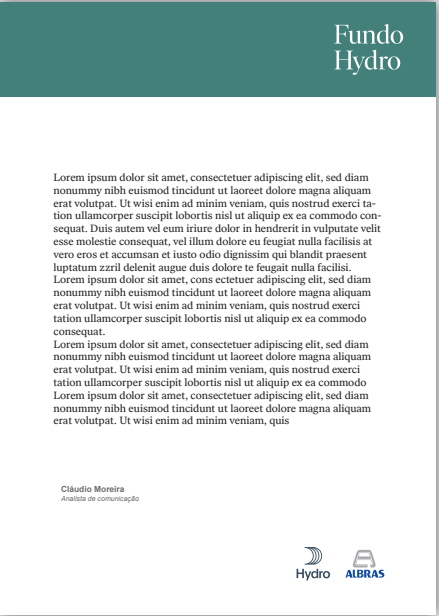 Fundo
Hydro
Lorem ipsum dolor sit amet, consectetuer adipiscing elit, sed diam
nonummy nibh euismod tincidunt ut laoreet dolore magna aliquam
erat volutpat. Ut wisi enim ad minim veniam, quis nostrud exerci ta-
tion ullamcorper suscipit lobortis nisl ut aliquip ex ea commodo con-
sequat. Duis autem vel eum iriure dolor in hendrerit in vulputate velit
esse molestie consequat, vel illum dolore eu feugiat nulla facilisis at
vero eros et accumsan et iusto odio dignissim qui blandit praesent
luptatum zzril delenit augue duis dolore te feugait nulla facilisi.
Lorem ipsum dolor sit amet, cons ectetuer adipiscing elit, sed diam
nonummy nibh euismod tincidunt ut laoreet dolore magna aliquam
erat volutpat. Ut wisi enim ad minim veniam, quis nostrud exerci
tation ullamcorper suscipit lobortis nisl ut aliquip ex ea commodo
consequat.
Lorem ipsum dolor sit amet, consectetuer adipiscing elit, sed diam
nonummy nibh euismod tincidunt ut laoreet dolore magna aliquam
erat volutpat. Ut wisi enim ad minim veniam, quis nostrud exerci
tation ullamcorper suscipit lobortis nisl ut aliquip ex ea commodo
Lorem ipsum dolor sit amet, consectetuer adipiscing elit, sed diam
nonummy nibh euismod tincidunt ut laoreet dolore magna aliquam
erat volutpat. Ut wisi enim ad minim veniam, quis
Cláudio Moreira
Analista de comunicação
Hydro
ALBRAS